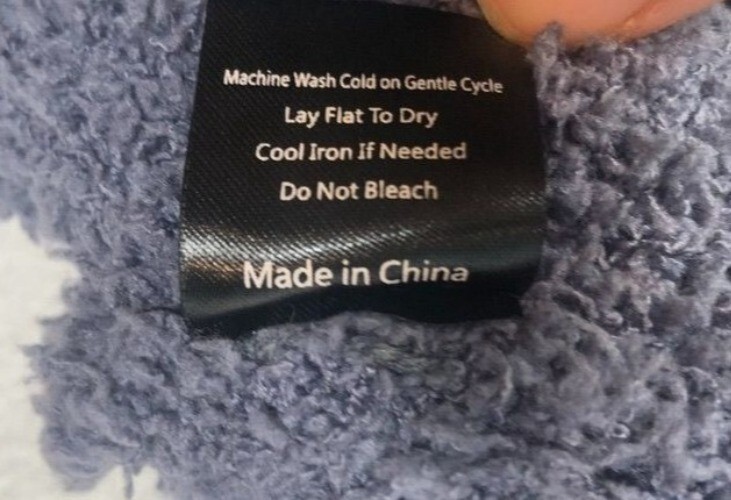 Machine Wash Cold on Gentle Cycle
Lay Flat To Dry
Cool Iron If Needed
Do Not Bleach
Made in China